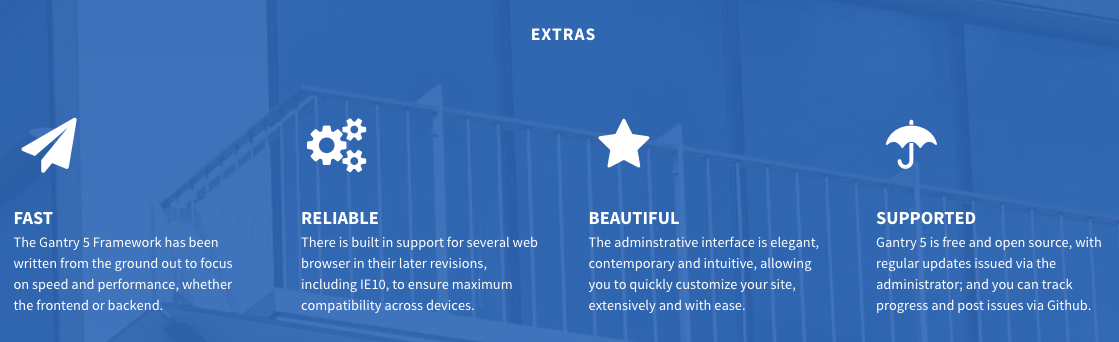 EXTRAS
FAST
The Gantry 5 Framework has been
written from the ground out to focus
on speed and performance, whether
the frontend or backend.
RELIABLE
There is built in support for several web
browser in their later revisions,
including IE10, to ensure maximum
compatibility across devices.
BEAUTIFUL
The adminstrative interface is elegant,
contemporary and intuitive, allowing
you to quickly customize your site,
extensively and with ease.
SUPPORTED
Gantry 5 is free and open source, with
regular updates issued via the
administrator; and you can track
progress and post issues via Github.